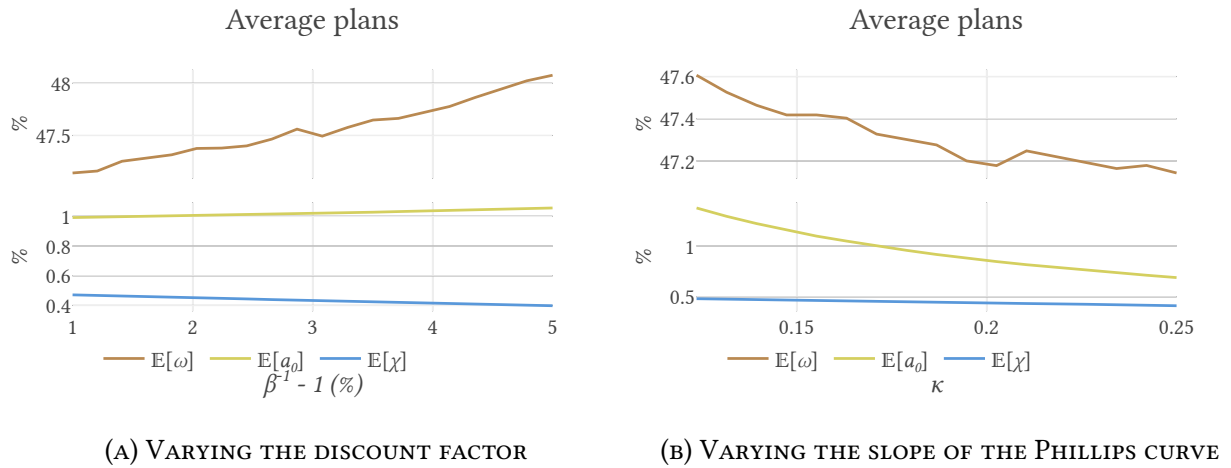 Average plans
%
48
47.5
%
1
0.8
0.6
0.4
1 2 3 4 5
𝔼[ω] 𝔼[a₀] 𝔼[χ]
β⁻¹ - 1 (%)
(A) VARYING THE DISCOUNT FACTOR
Average plans
%
47.6
47.4
47.2
%
1
0.5
0.15 0.2 0.25
𝔼[ω] 𝔼[a₀] 𝔼[χ]
κ
(B) VARYING THE SLOPE OF THE PHILLIPS CURVE